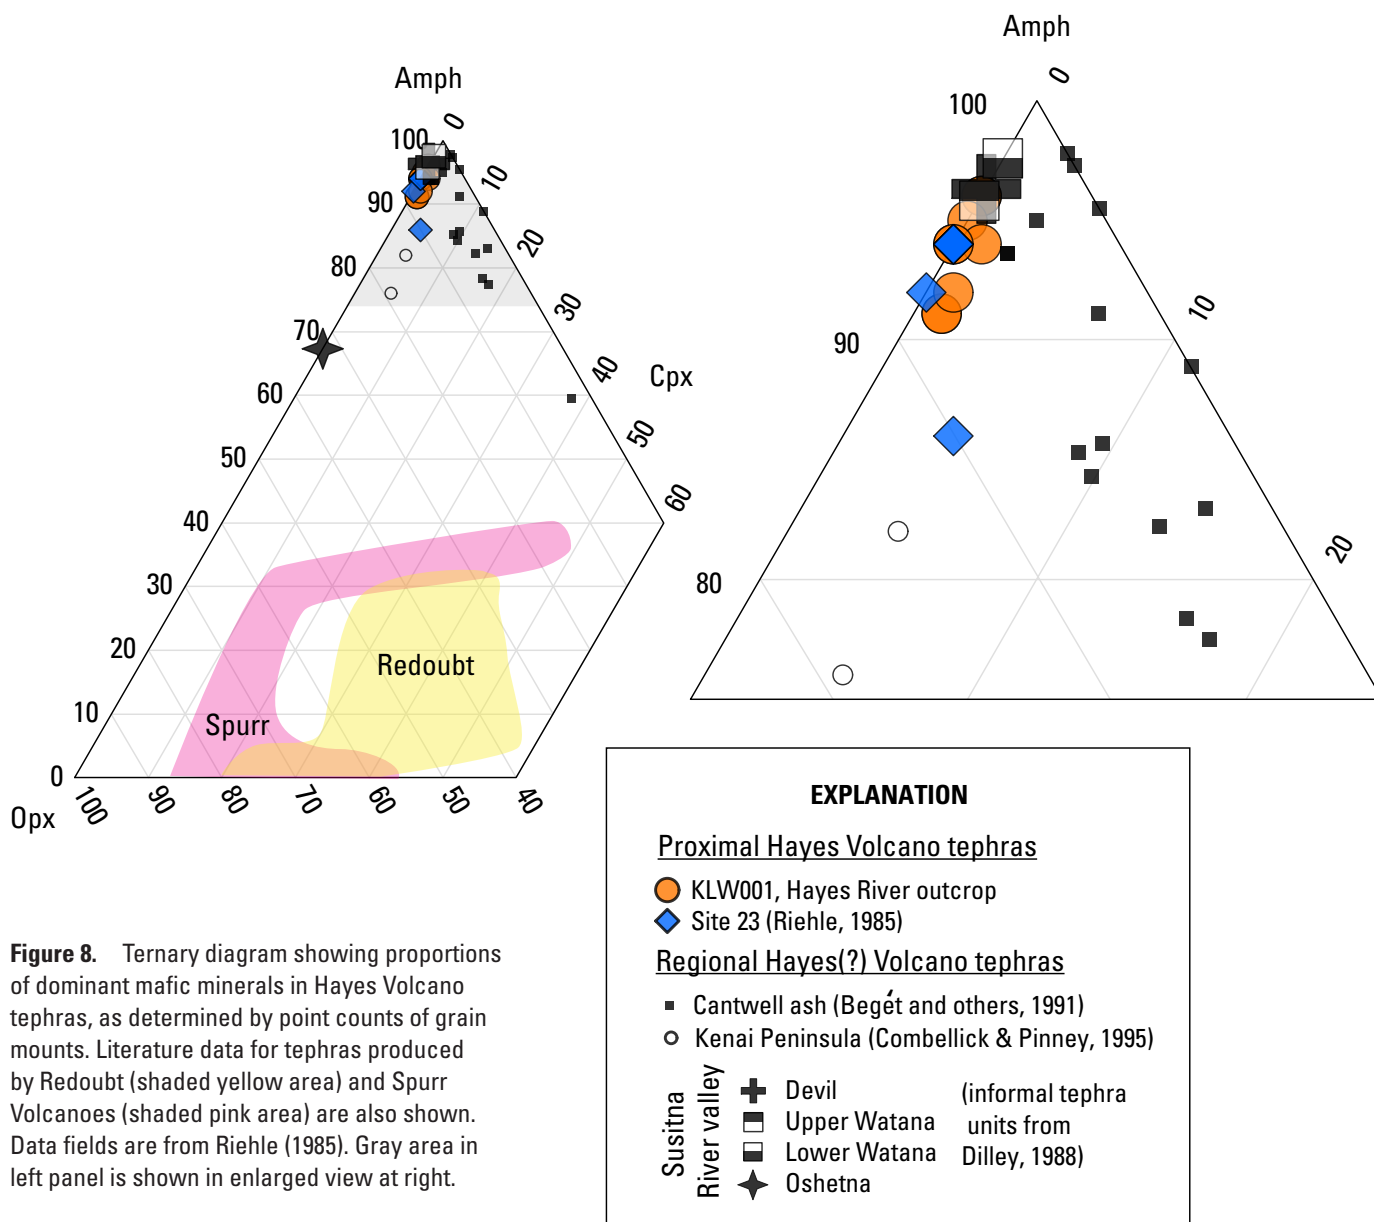 Amph
0
100
10
90
20
80
30
70
40
Cpx
60
50
50
60
40
30
20
Redoubt
10
Spurr
0
Opx
100
90
80
70
60
50
40
Amph
0
100
10
90
20
80
EXPLANATION
Proximal Hayes Volcano tephras
KLW001, Hayes River outcrop
Site 23 (Riehle, 1985)
Regional Hayes(?) Volcano tephras
Cantwell ash (Begét and others, 1991)
Kenai Peninsula (Combellick & Pinney, 1995)
Susitna
River valley
Devil
Upper Watana
Lower Watana
Oshetna
(informal tephra
units from
Dilley, 1988)
Figure 8. Ternary diagram showing proportions
of dominant mafic minerals in Hayes Volcano
tephras, as determined by point counts of grain
mounts. Literature data for tephras produced
by Redoubt (shaded yellow area) and Spurr
Volcanoes (shaded pink area) are also shown.
Data fields are from Riehle (1985). Gray area in
left panel is shown in enlarged view at right.